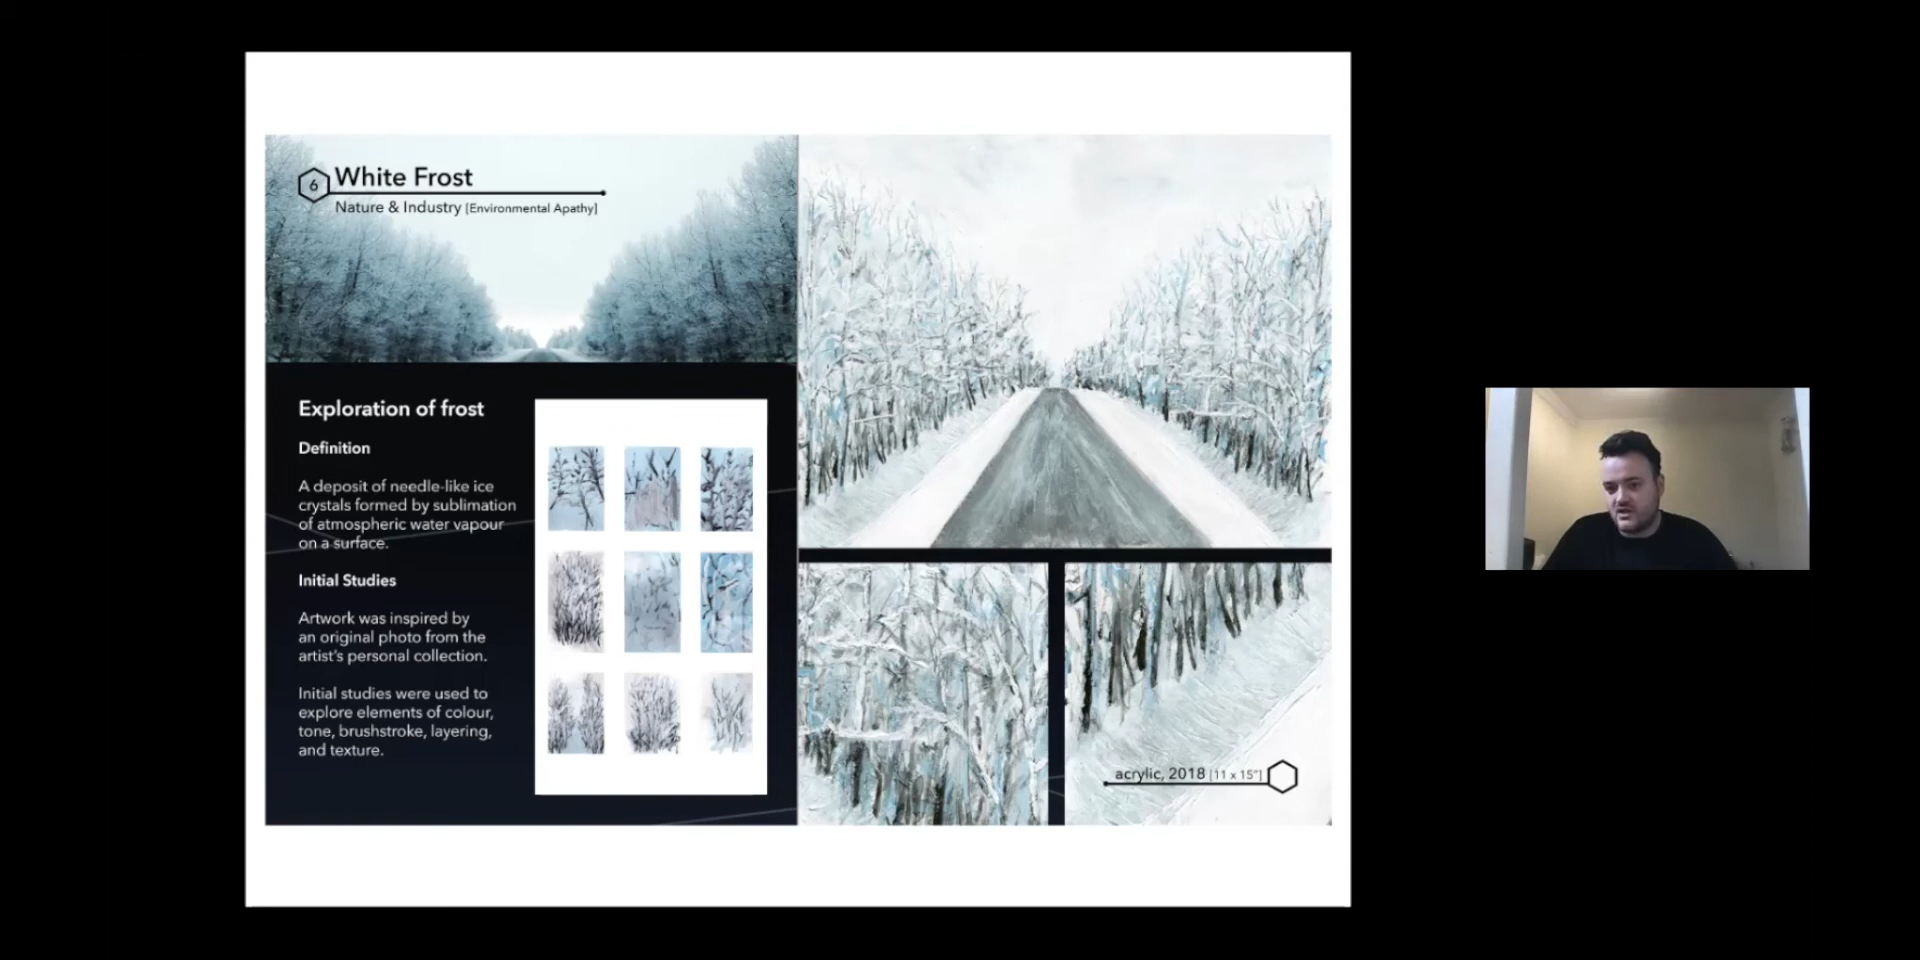 6
White Frost
Nature & Industry [Environmental Apathy]
Exploration of frost
Definition
A deposit of needle-like ice
crystals formed by sublimation
of atmospheric water vapour
on a surface.
Initial Studies
Artwork was inspired by
an original photo from the
artist's personal collection.
Initial studies were used to
explore elements of colour,
tone, brushstroke, layering,
and texture.
acrylic, 2018 [11 x 15"]